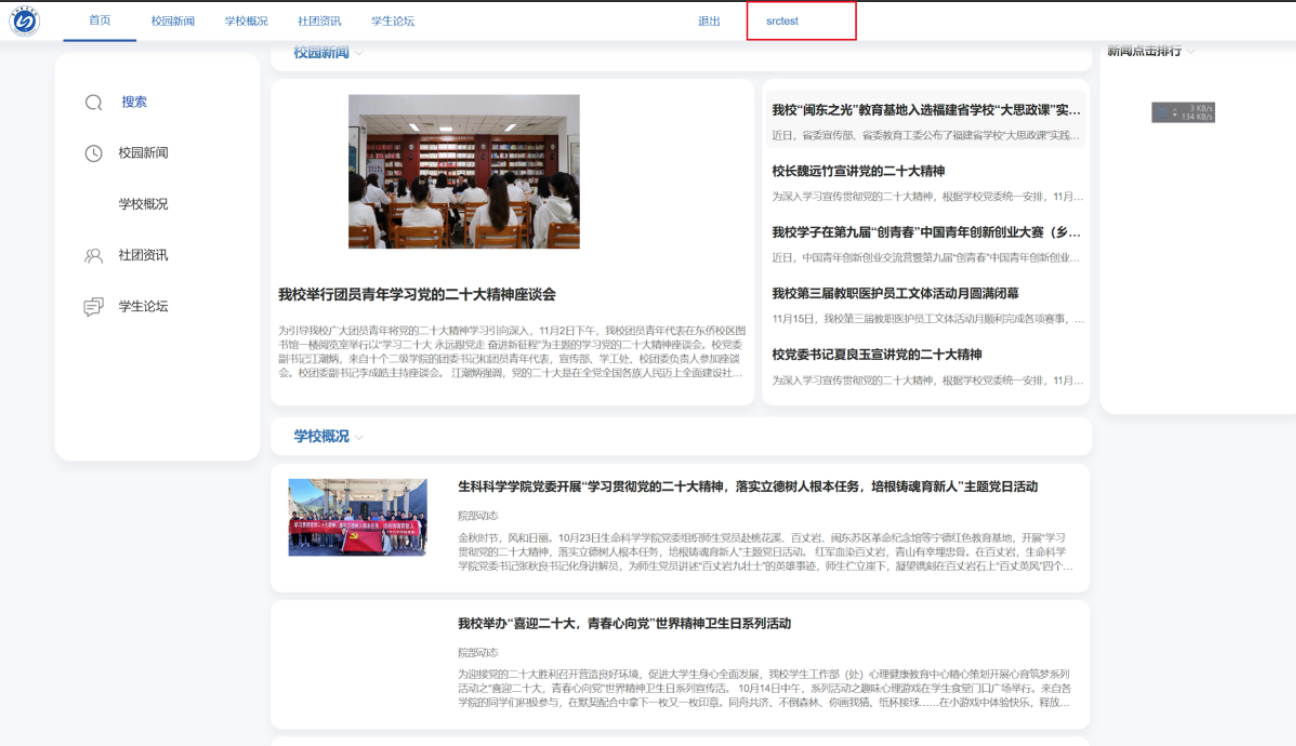 首页 校园新闻 学校概况 社团资讯 学生论坛 退出 srctest
搜索
校园新闻
学校概况
社团资讯
学生论坛
校园新闻
我校举行团员青年学习党的二十大精神座谈会
为引导我校广大团员青年将党的二十大精神学习引向深入，11月2日下午，我校团员青年代表在东侨校区图
书馆一楼阅览室举行以“学习二十大 永远跟党走 奋进新征程”为主题的学习党的二十大精神座谈会。校党委
副书记江潮炳，来自十个二级学院的团委书记和团员青年代表，宣传部、学工处、校团委负责人参加座谈
会。校团委副书记李成皓主持座谈会。 江潮炳强调，党的二十大是在全党全国各族人民迈上全面建设社...
我校“闽东之光”教育基地入选福建省学校“大思政课”实...
近日，省委宣传部、省委教育工委公布了福建省学校“大思政课”实践...
校长魏远竹宣讲党的二十大精神
为深入学习宣传贯彻党的二十大精神，根据学校党委统一安排，11月...
我校学子在第九届“创青春”中国青年创新创业大赛（乡...
近日，中国青年创新创业交流营暨第九届“创青春”中国青年创新创业...
我校第三届教职医护员工文体活动月圆满闭幕
11月15日，我校第三届教职医护员工文体活动月顺利完成各项赛事，...
校党委书记夏良玉宣讲党的二十大精神
为深入学习宣传贯彻党的二十大精神，根据学校党委统一安排，11月...
新闻点击排行
3 KB/s
134 KB/s
学校概况
生科科学学院党委开展“学习贯彻党的二十大精神，落实立德树人根本任务，培根铸魂育新人”主题党日活动
院部动态
金秋时节，风和日丽。10月23日生命科学学院党委组织师生党员赴桃花溪、百丈岩、闽东苏区革命纪念馆等宁德红色教育基地，开展“学习
贯彻党的二十大精神，落实立德树人根本任务，培根铸魂育新人”主题党日活动。 红军血染百丈岩，青山有幸埋忠骨。在百丈岩，生命科学
学院党委书记张秋良书记化身讲解员，为师生党员讲述“百丈岩九壮士”的英雄事迹，师生伫立崖下，凝望镌刻在百丈岩石上“百丈英风”四个...
我校举办“喜迎二十大，青春心向党”世界精神卫生日系列活动
院部动态
为迎接党的二十大胜利召开营造良好环境，促进大学生身心全面发展，我校学生工作部（处）心理健康教育中心精心策划开展心育筑梦系列
活动之“喜迎二十大，青春心向党”世界精神卫生日系列宣传活。 10月14日中午，系列活动之趣味心理游戏在学生食堂门口广场举行。来自各
学院的同学们积极参与，在默契配合中拿下一枚又一枚印章。同舟共济、不倒森林、你画我猜、纸杯接球......在小游戏中体验快乐，释放...